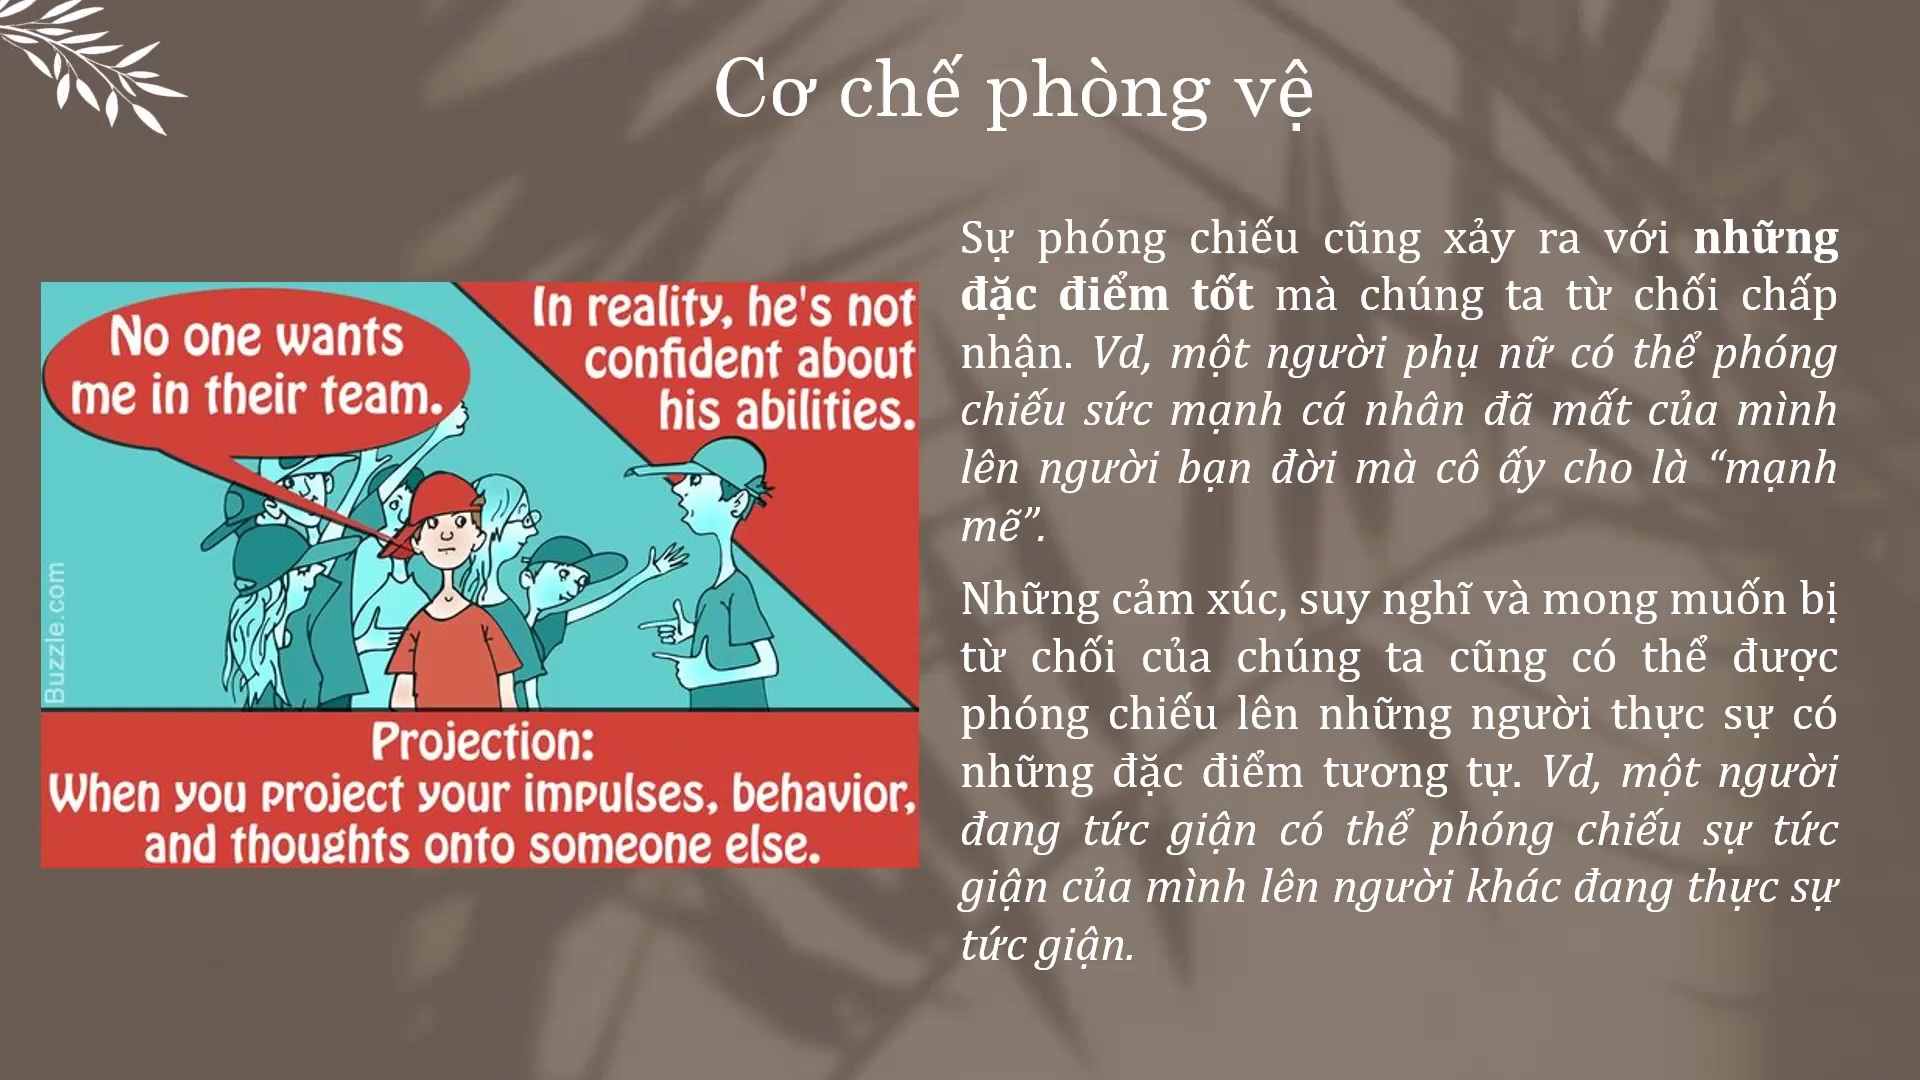 Cơ chế phòng vệ
No one wants
me in their team.
In reality, he's not
confident about
his abilities.
Buzzle.com
Projection:
When you project your impulses, behavior,
and thoughts onto someone else.
Sự phóng chiếu cũng xảy ra với những
đặc điểm tốt mà chúng ta từ chối chấp
nhận. Vd, một người phụ nữ có thể phóng
chiếu sức mạnh cá nhân đã mất của mình
lên người bạn đời mà cô ấy cho là “mạnh
mẽ”.
Những cảm xúc, suy nghĩ và mong muốn bị
từ chối của chúng ta cũng có thể được
phóng chiếu lên những người thực sự có
những đặc điểm tương tự. Vd, một người
đang tức giận có thể phóng chiếu sự tức
giận của mình lên người khác đang thực sự
tức giận.